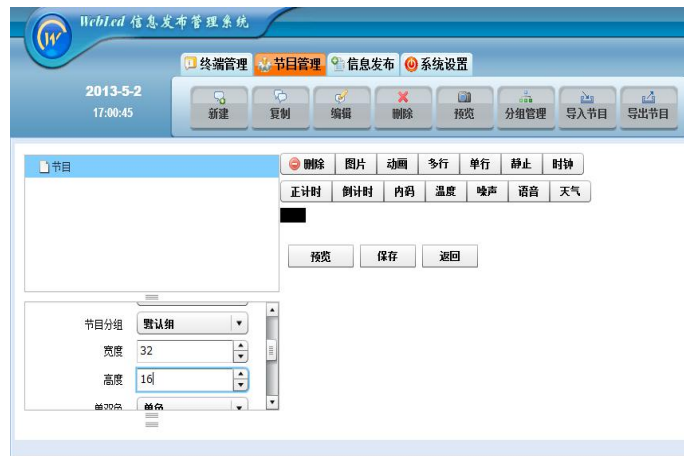 WebLed 信息发布管理系统
终端管理 节目管理 信息发布 系统设置
2013-5-2
17:00:45
新建 复制 编辑 删除 预览 分组管理 导入节目 导出节目
节目
删除 图片 动画 多行 单行 静止 时钟
正计时 倒计时 内码 温度 噪声 语音 天气
预览 保存 返回
节目分组 默认组
宽度 32
高度 16
单双色 单色